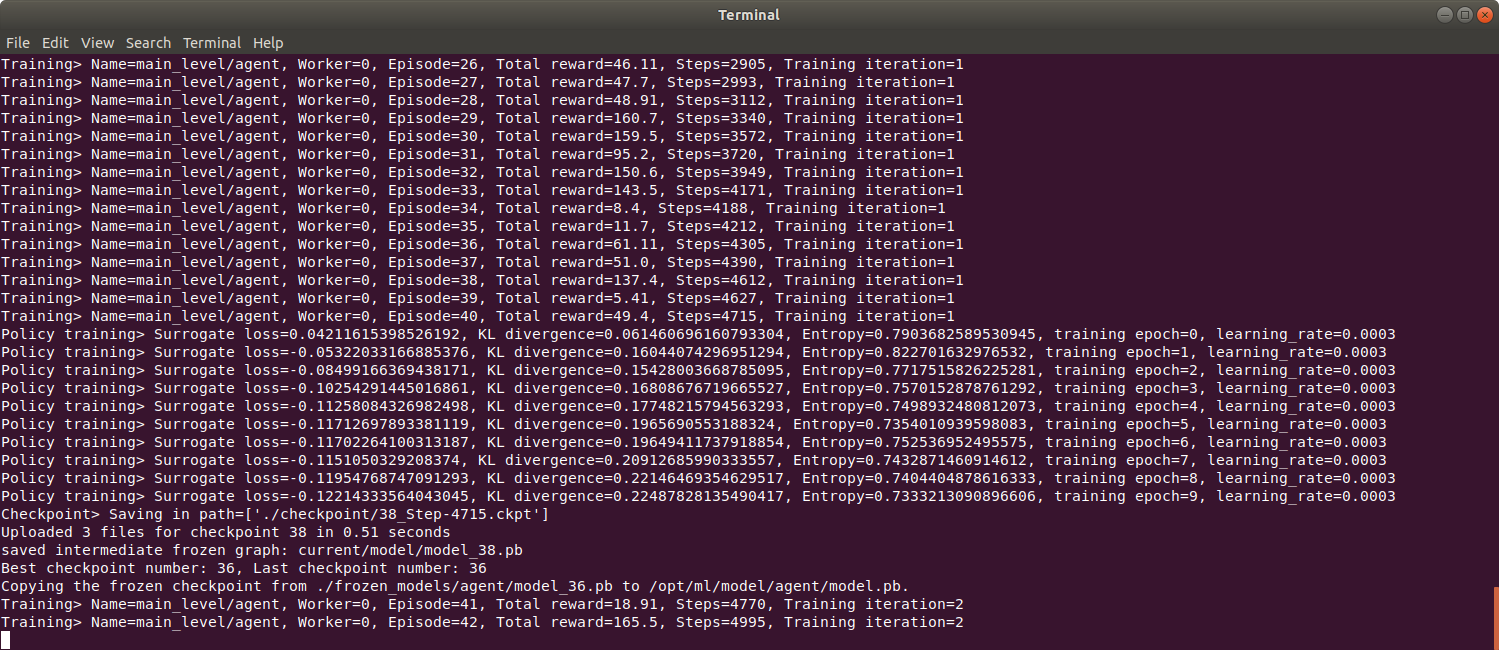 Terminal
File Edit View Search Terminal Help
Training> Name=main_level/agent, Worker=0, Episode=26, Total reward=46.11, Steps=2905, Training iteration=1
Training> Name=main_level/agent, Worker=0, Episode=27, Total reward=47.7, Steps=2993, Training iteration=1
Training> Name=main_level/agent, Worker=0, Episode=28, Total reward=48.91, Steps=3112, Training iteration=1
Training> Name=main_level/agent, Worker=0, Episode=29, Total reward=160.7, Steps=3340, Training iteration=1
Training> Name=main_level/agent, Worker=0, Episode=30, Total reward=159.5, Steps=3572, Training iteration=1
Training> Name=main_level/agent, Worker=0, Episode=31, Total reward=95.2, Steps=3720, Training iteration=1
Training> Name=main_level/agent, Worker=0, Episode=32, Total reward=150.6, Steps=3949, Training iteration=1
Training> Name=main_level/agent, Worker=0, Episode=33, Total reward=143.5, Steps=4171, Training iteration=1
Training> Name=main_level/agent, Worker=0, Episode=34, Total reward=8.4, Steps=4188, Training iteration=1
Training> Name=main_level/agent, Worker=0, Episode=35, Total reward=11.7, Steps=4212, Training iteration=1
Training> Name=main_level/agent, Worker=0, Episode=36, Total reward=61.11, Steps=4305, Training iteration=1
Training> Name=main_level/agent, Worker=0, Episode=37, Total reward=51.0, Steps=4390, Training iteration=1
Training> Name=main_level/agent, Worker=0, Episode=38, Total reward=137.4, Steps=4612, Training iteration=1
Training> Name=main_level/agent, Worker=0, Episode=39, Total reward=5.41, Steps=4627, Training iteration=1
Training> Name=main_level/agent, Worker=0, Episode=40, Total reward=49.4, Steps=4715, Training iteration=1
Policy training> Surrogate loss=0.04211615398526192, KL divergence=0.061460696160793304, Entropy=0.7903682589530945, training epoch=0, learning_rate=0.0003
Policy training> Surrogate loss=-0.05322033166885376, KL divergence=0.16044074296951294, Entropy=0.822701632976532, training epoch=1, learning_rate=0.0003
Policy training> Surrogate loss=-0.08499166369438171, KL divergence=0.15428003668785095, Entropy=0.7717515826225281, training epoch=2, learning_rate=0.0003
Policy training> Surrogate loss=-0.10254291445016861, KL divergence=0.16808676719665527, Entropy=0.7570152878761292, training epoch=3, learning_rate=0.0003
Policy training> Surrogate loss=-0.11258084326982498, KL divergence=0.17748215794563293, Entropy=0.7498932480812073, training epoch=4, learning_rate=0.0003
Policy training> Surrogate loss=-0.11712697893381119, KL divergence=0.1965690553188324, Entropy=0.7354010939598083, training epoch=5, learning_rate=0.0003
Policy training> Surrogate loss=-0.11702264100313187, KL divergence=0.19649411737918854, Entropy=0.752536952495575, training epoch=6, learning_rate=0.0003
Policy training> Surrogate loss=-0.1151050329208374, KL divergence=0.20912685990333557, Entropy=0.7432871460914612, training epoch=7, learning_rate=0.0003
Policy training> Surrogate loss=-0.11954768747091293, KL divergence=0.22146469354629517, Entropy=0.7404404878616333, training epoch=8, learning_rate=0.0003
Policy training> Surrogate loss=-0.12214333564043045, KL divergence=0.22487828135490417, Entropy=0.7333213090896606, training epoch=9, learning_rate=0.0003
Checkpoint> Saving in path=['./checkpoint/38_Step-4715.ckpt']
Uploaded 3 files for checkpoint 38 in 0.51 seconds
saved intermediate frozen graph: current/model/model_38.pb
Best checkpoint number: 36, Last checkpoint number: 36
Copying the frozen checkpoint from ./frozen_models/agent/model_36.pb to /opt/ml/model/agent/model.pb.
Training> Name=main_level/agent, Worker=0, Episode=41, Total reward=18.91, Steps=4770, Training iteration=2
Training> Name=main_level/agent, Worker=0, Episode=42, Total reward=165.5, Steps=4995, Training iteration=2